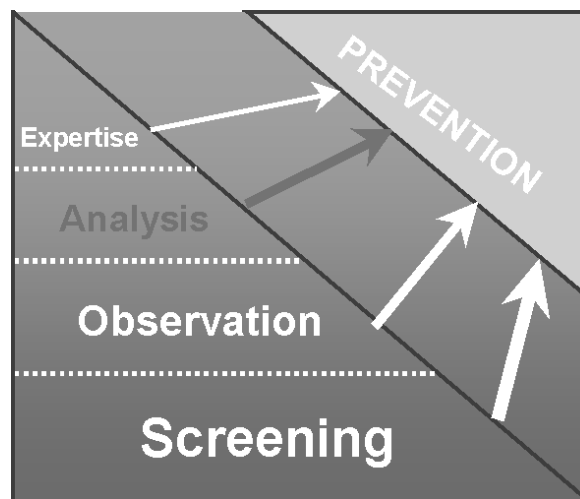 PREVENTION
Expertise
Analysis
Observation
Screening